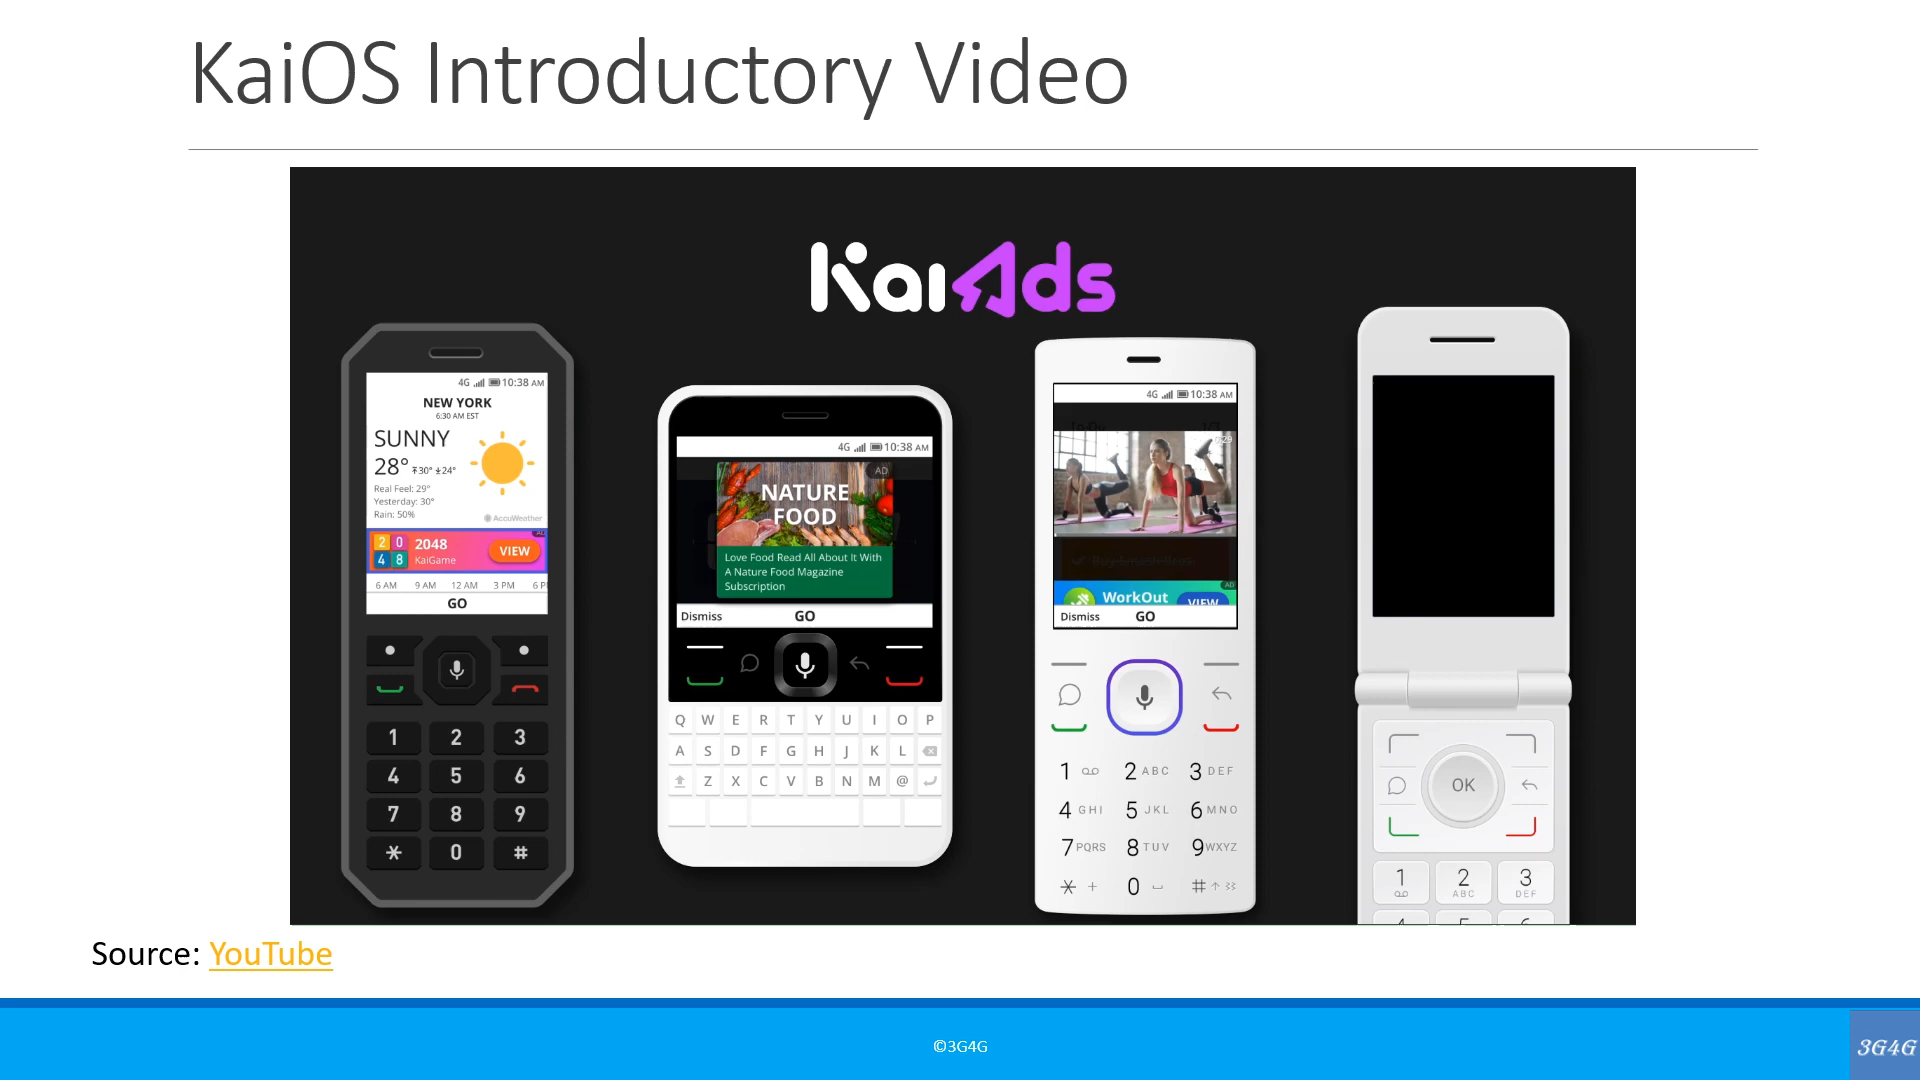 KaiOS Introductory Video
KaiAds
4G 10:38 AM
NEW YORK
6:30 AM EST
SUNNY
28° 30° 24°
Real Feel: 29°
Yesterday: 30°
Rain: 50%
AccuWeather
AD
2048
2048
KaiGame
VIEW
6 AM 9 AM 12 AM 3 PM
GO
1 2 3
4 5 6
7 8 9
* 0 #
4G 10:38 AM
AD
NATURE
FOOD
Love Food Read All About It With
A Nature Food Magazine
Subscription
Dismiss GO
Q W E R T Y U I O P
A S D F G H J K L
Z X C V B N M @
4G 10:38 AM
AD
WorkOut
VIEW
Dismiss GO
1 2 ABC 3 DEF
4 GHI 5 JKL 6 MNO
7 PQRS 8 TUV 9 WXYZ
* + 0 #
OK
1 2 3
ABC DEF
4 5 6
Source: YouTube
©3G4G
3G4G